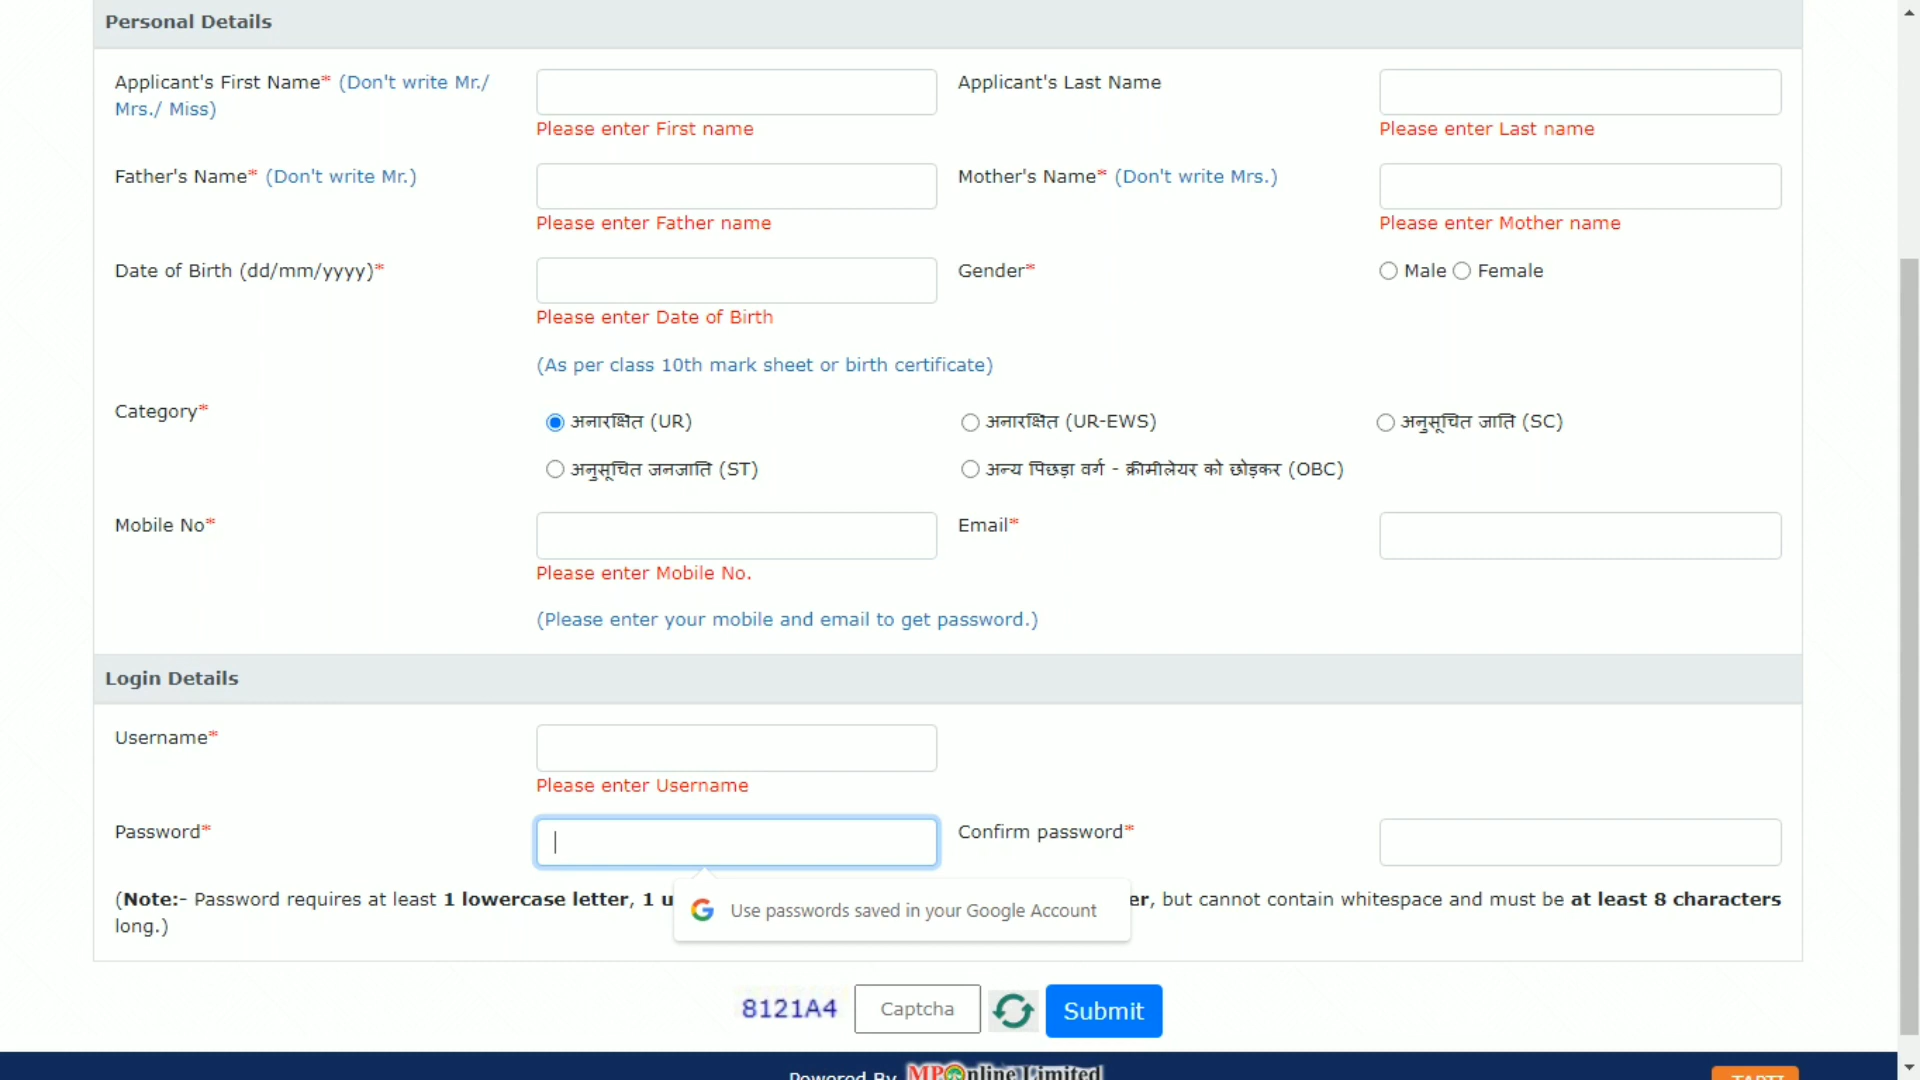 Personal Details
Applicant's First Name* (Don't write Mr./
Mrs./ Miss)
Applicant's Last Name
Please enter First name
Please enter Last name
Father's Name* (Don't write Mr.)
Mother's Name* (Don't write Mrs.)
Please enter Father name
Please enter Mother name
Date of Birth (dd/mm/yyyy)*
Gender*
Male
Female
Please enter Date of Birth
(As per class 10th mark sheet or birth certificate)
Category*
अनारक्षित (UR)
अनारक्षित (UR-EWS)
अनुसूचित जाति (SC)
अनुसूचित जनजाति (ST)
अन्य पिछड़ा वर्ग - क्रीमीलेयर को छोड़कर (OBC)
Mobile No*
Email*
Please enter Mobile No.
(Please enter your mobile and email to get password.)
Login Details
Username*
Please enter Username
Password*
Confirm password*
(Note:- Password requires at least 1 lowercase letter, 1 u
er, but cannot contain whitespace and must be at least 8 characters
long.)
Use passwords saved in your Google Account
8121A4
Captcha
Submit
Powered By MPOnline Limited